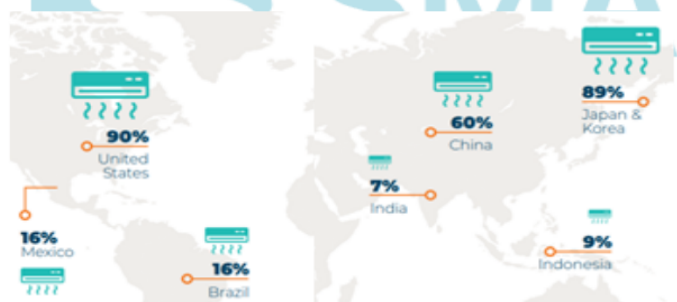 90%
United
States
16%
Mexico
16%
Brazil
89%
Japan &
Korea
60%
China
7%
India
9%
Indonesia